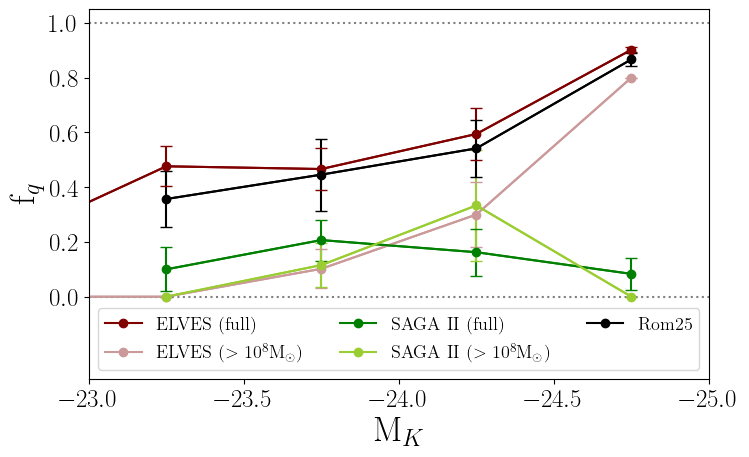 1.0
0.8
0.6
0.4
0.2
0.0
f_q
ELVES (full)
SAGA II (full)
Rom25
ELVES (> 10^8M_☉)
SAGA II (> 10^8M_☉)
−23.0 −23.5 −24.0 −24.5 −25.0
M_K